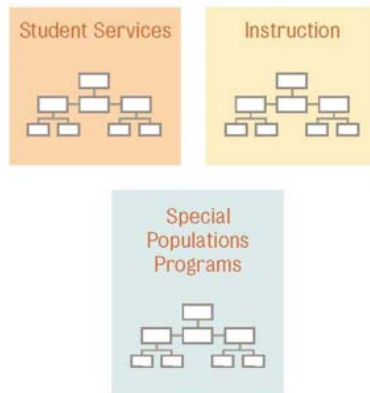 Student Services
Instruction
Special
Populations
Programs